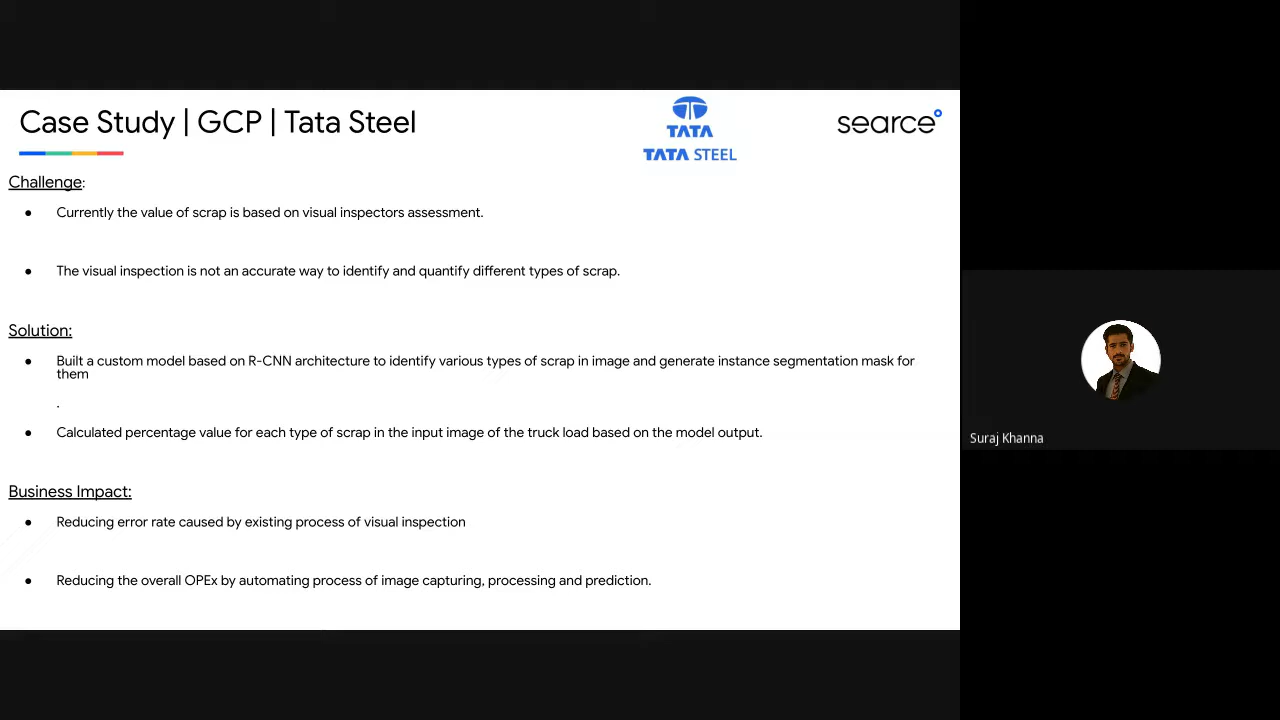 Case Study | GCP | Tata Steel
TATA
TATA STEEL
searce
Challenge:
● Currently the value of scrap is based on visual inspectors assessment.
● The visual inspection is not an accurate way to identify and quantify different types of scrap.
Solution:
● Built a custom model based on R-CNN architecture to identify various types of scrap in image and generate instance segmentation mask for
them
.
● Calculated percentage value for each type of scrap in the input image of the truck load based on the model output.
Business Impact:
● Reducing error rate caused by existing process of visual inspection
● Reducing the overall OPEx by automating process of image capturing, processing and prediction.
Suraj Khanna